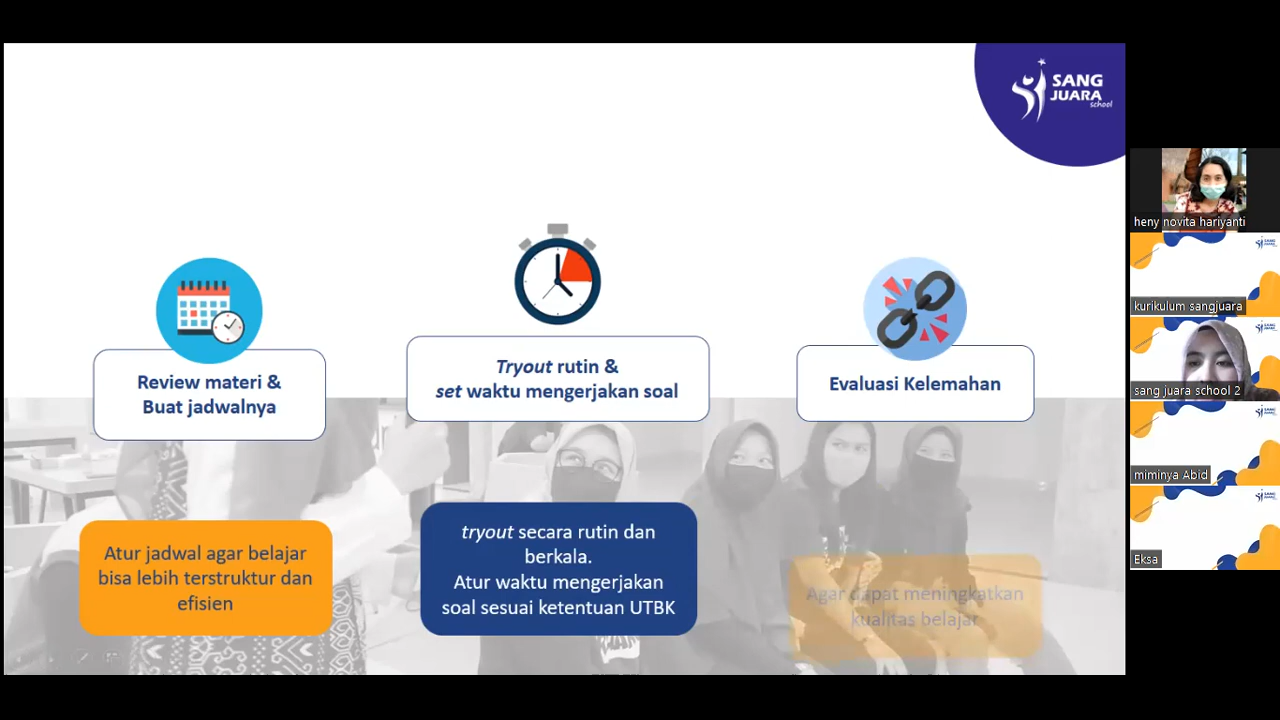 SANG
JUARA
school
Review materi &
Buat jadwalnya
Tryout rutin &
set waktu mengerjakan soal
Evaluasi Kelemahan
Atur jadwal agar belajar
bisa lebih terstruktur dan
efisien
tryout secara rutin dan
berkala.
Atur waktu mengerjakan
soal sesuai ketentuan UTBK
Agar dapat meningkatkan
kualitas belajar
heny novita hariyanti
kurikulum sangjuara
sang juara school 2
miminya Abid
Eksa